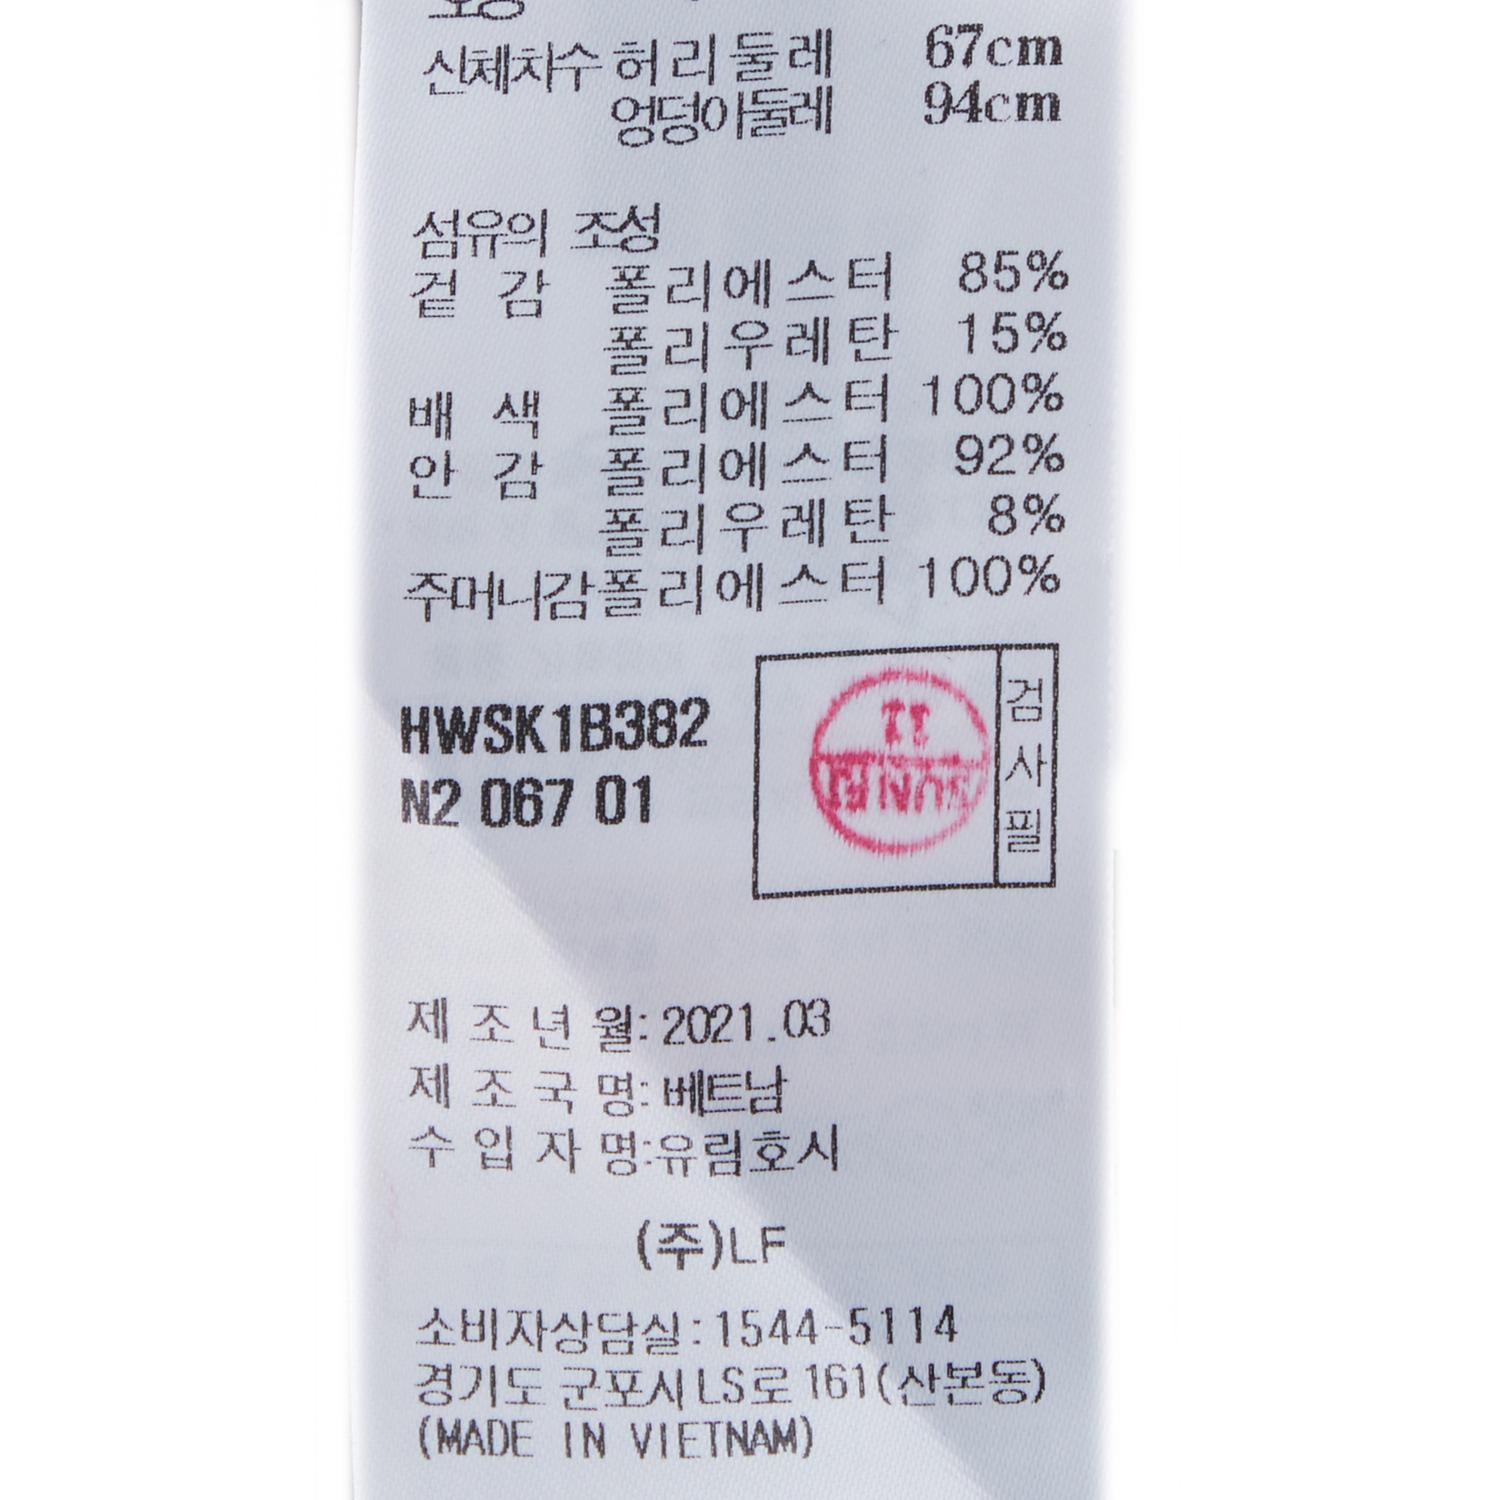 호칭
신체치수 허리둘레 67cm
엉덩이둘레 94cm
섬유의 조성
겉감 폴리에스터 85%
폴리우레탄 15%
배색 폴리에스터 100%
안감 폴리에스터 92%
폴리우레탄 8%
주머니감 폴리에스터 100%
HWSK1B382
N2 067 01
검사필
제조년월: 2021.03
제조국명: 베트남
수입자명:유림호시
(주)LF
소비자상담실:1544-5114
경기도 군포시 LS로 161(산본동)
(MADE IN VIETNAM)